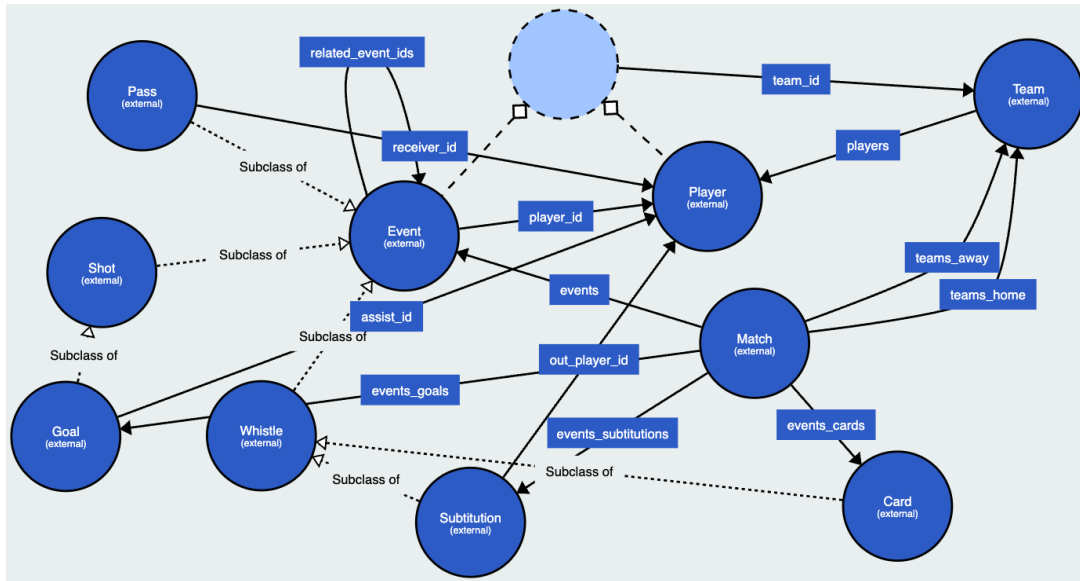 related_event_ids
team_id
Team
(external)
Pass
(external)
receiver_id
players
Subclass of
Player
(external)
Event
(external)
player_id
Shot
(external)
Subclass of
teams_away
events
teams_home
assist_id
Subclass of
Match
(external)
Subclass of
out_player_id
events_goals
Goal
(external)
Whistle
(external)
events_subtitutions
events_cards
Subclass of
Subclass of
Card
(external)
Subtitution
(external)